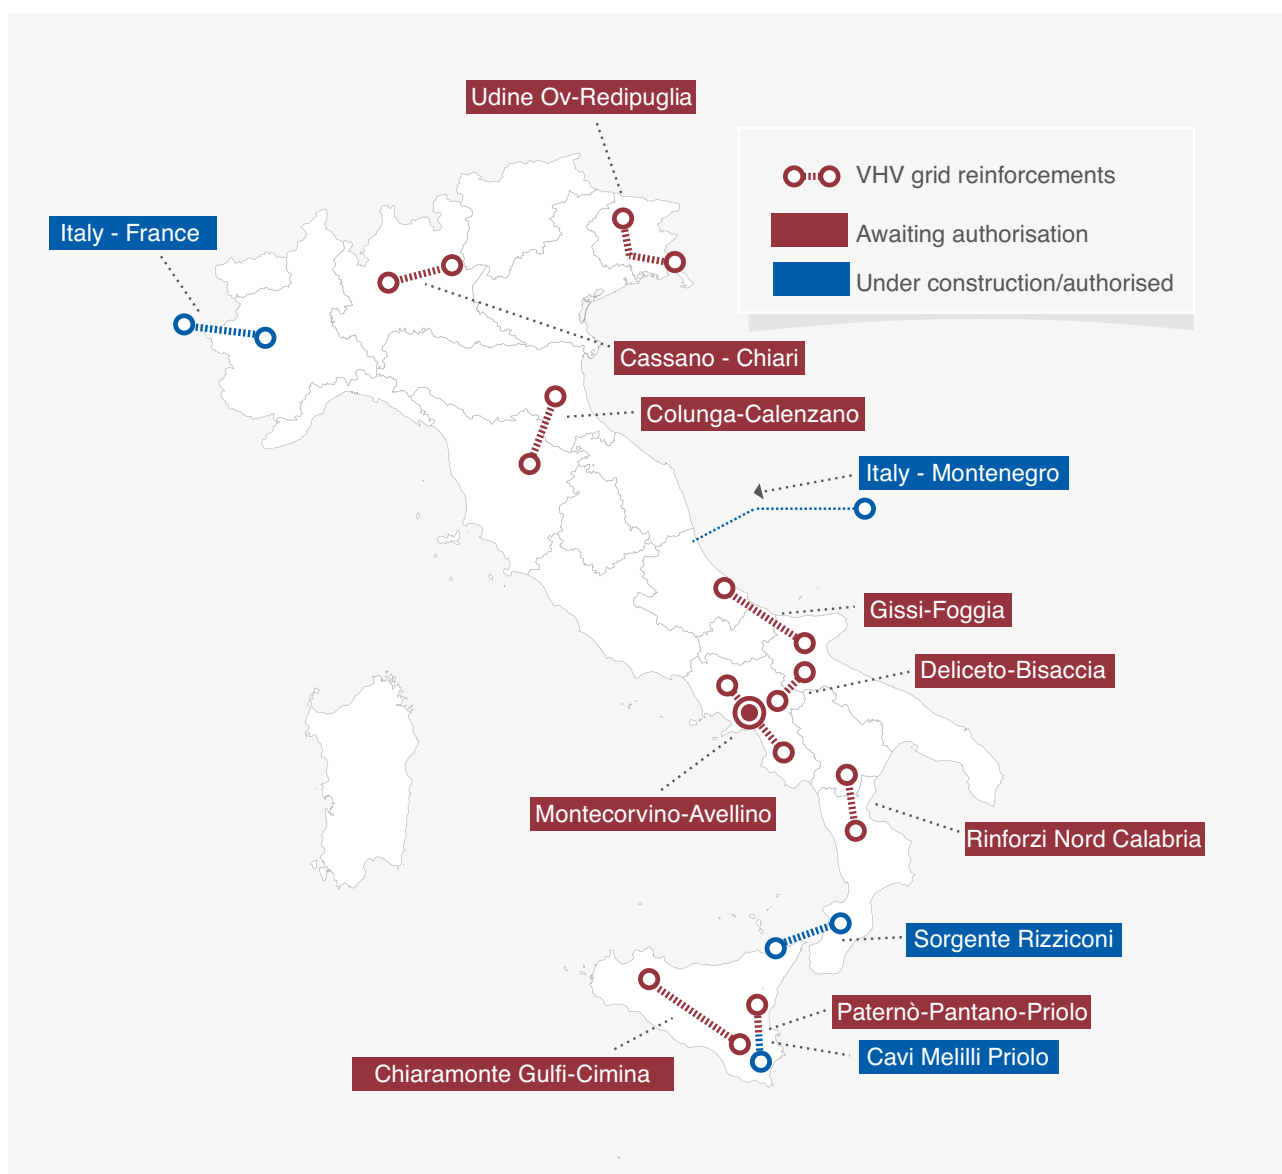 Udine Ov-Redipuglia
VHV grid reinforcements
Awaiting authorisation
Under construction/authorised
Italy - France
Cassano - Chiari
Colunga-Calenzano
Italy - Montenegro
Gissi-Foggia
Deliceto-Bisaccia
Montecorvino-Avellino
Rinforzi Nord Calabria
Sorgente Rizziconi
Paternò-Pantano-Priolo
Cavi Melilli Priolo
Chiaramonte Gulfi-Cimina